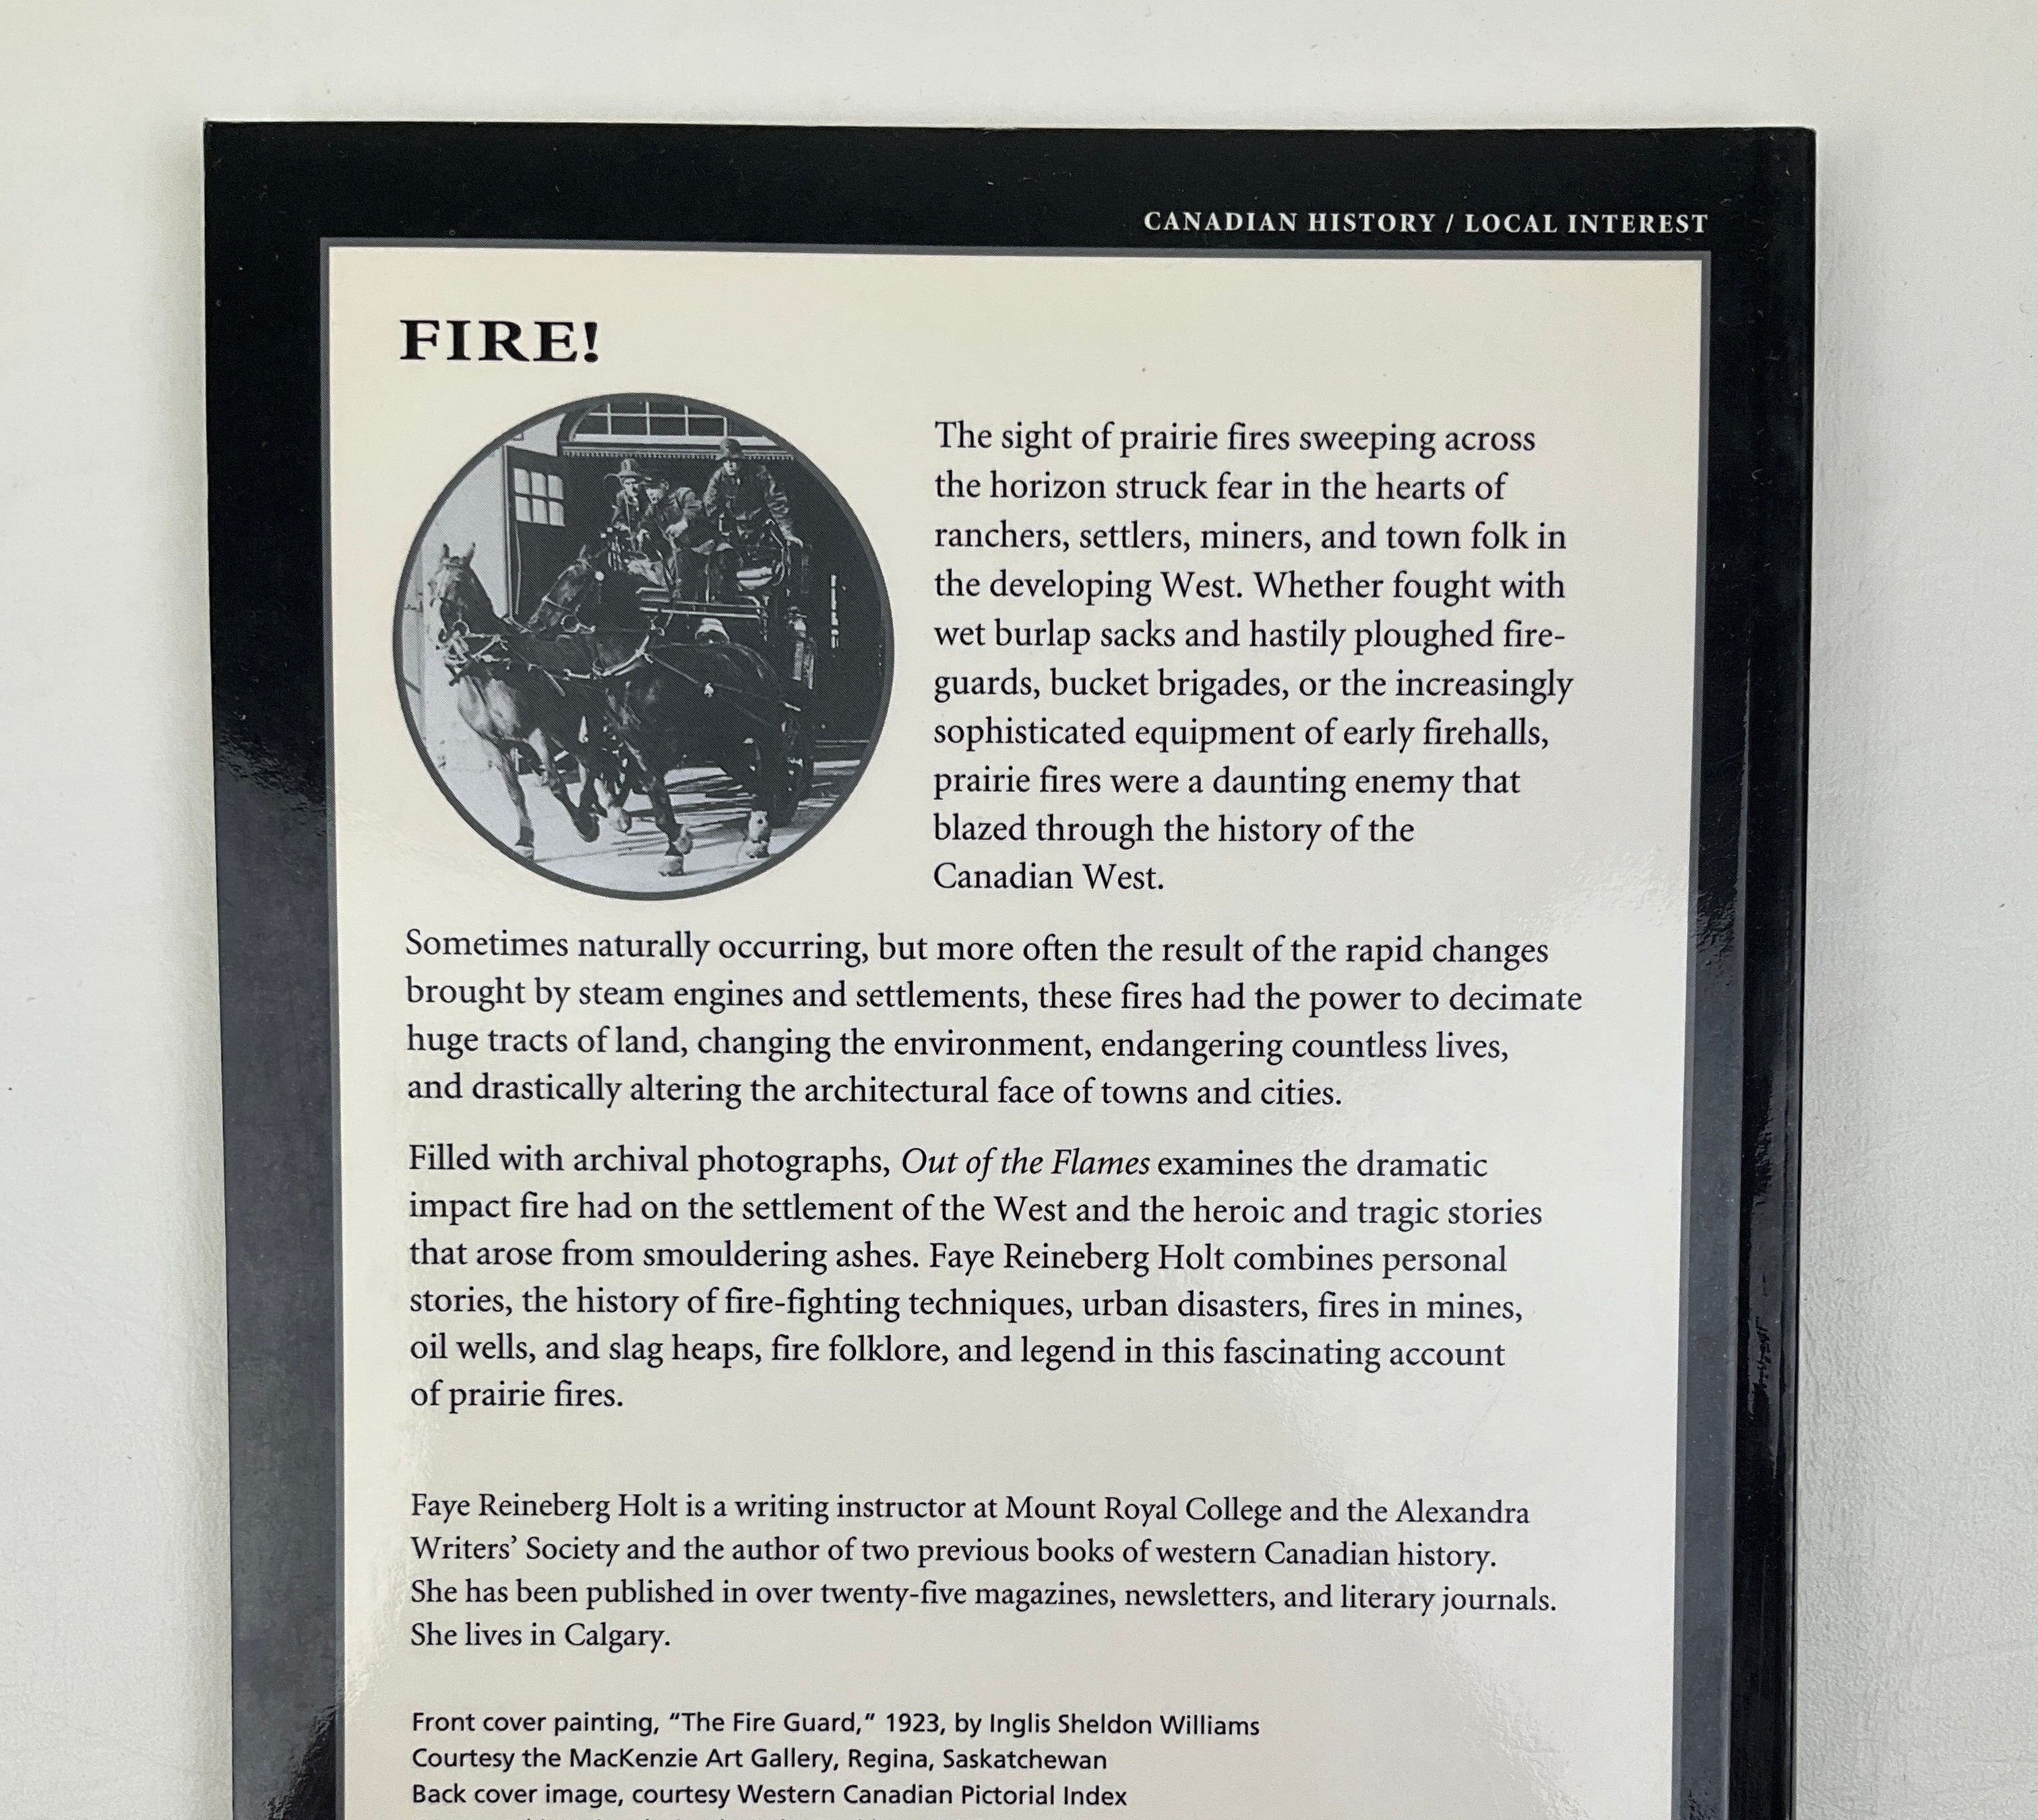 CANADIAN HISTORY / LOCAL INTEREST
FIRE!
The sight of prairie fires sweeping across
the horizon struck fear in the hearts of
ranchers, settlers, miners, and town folk in
the developing West. Whether fought with
wet burlap sacks and hastily ploughed fire-
guards, bucket brigades, or the increasingly
sophisticated equipment of early firehalls,
prairie fires were a daunting enemy that
blazed through the history of the
Canadian West.
Sometimes naturally occurring, but more often the result of the rapid changes
brought by steam engines and settlements, these fires had the power to decimate
huge tracts of land, changing the environment, endangering countless lives,
and drastically altering the architectural face of towns and cities.
Filled with archival photographs, Out of the Flames examines the dramatic
impact fire had on the settlement of the West and the heroic and tragic stories
that arose from smouldering ashes. Faye Reineberg Holt combines personal
stories, the history of fire-fighting techniques, urban disasters, fires in mines,
oil wells, and slag heaps, fire folklore, and legend in this fascinating account
of prairie fires.
Faye Reineberg Holt is a writing instructor at Mount Royal College and the Alexandra
Writers’ Society and the author of two previous books of western Canadian history.
She has been published in over twenty-five magazines, newsletters, and literary journals.
She lives in Calgary.
Front cover painting, “The Fire Guard,” 1923, by Inglis Sheldon Williams
Courtesy the MacKenzie Art Gallery, Regina, Saskatchewan
Back cover image, courtesy Western Canadian Pictorial Index